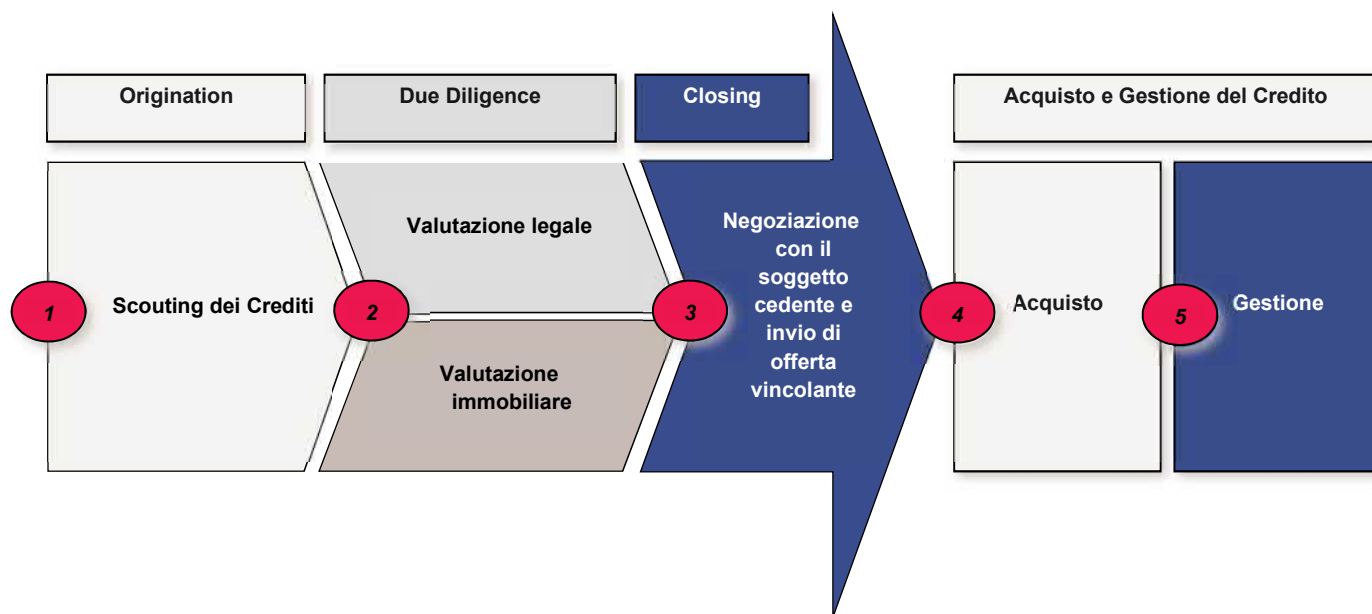 Origination
Due Diligence
Closing
Acquisto e Gestione del Credito
1
Scouting dei Crediti
2
Valutazione legale
Valutazione
immobiliare
3
Negoziazione
con il
soggetto
cedente e
invio di
offerta
vincolante
4
Acquisto
5
Gestione